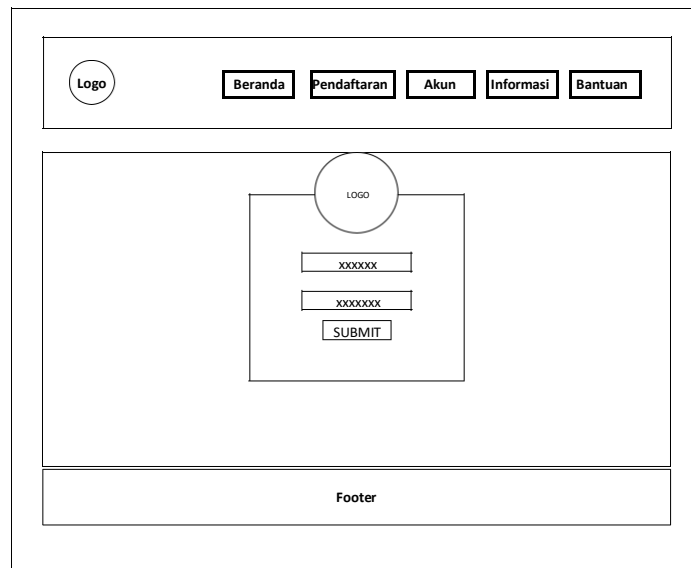 Logo
Beranda
Pendaftaran
Akun
Informasi
Bantuan
LOGO
xxxxxx
xxxxxxx
SUBMIT
Footer